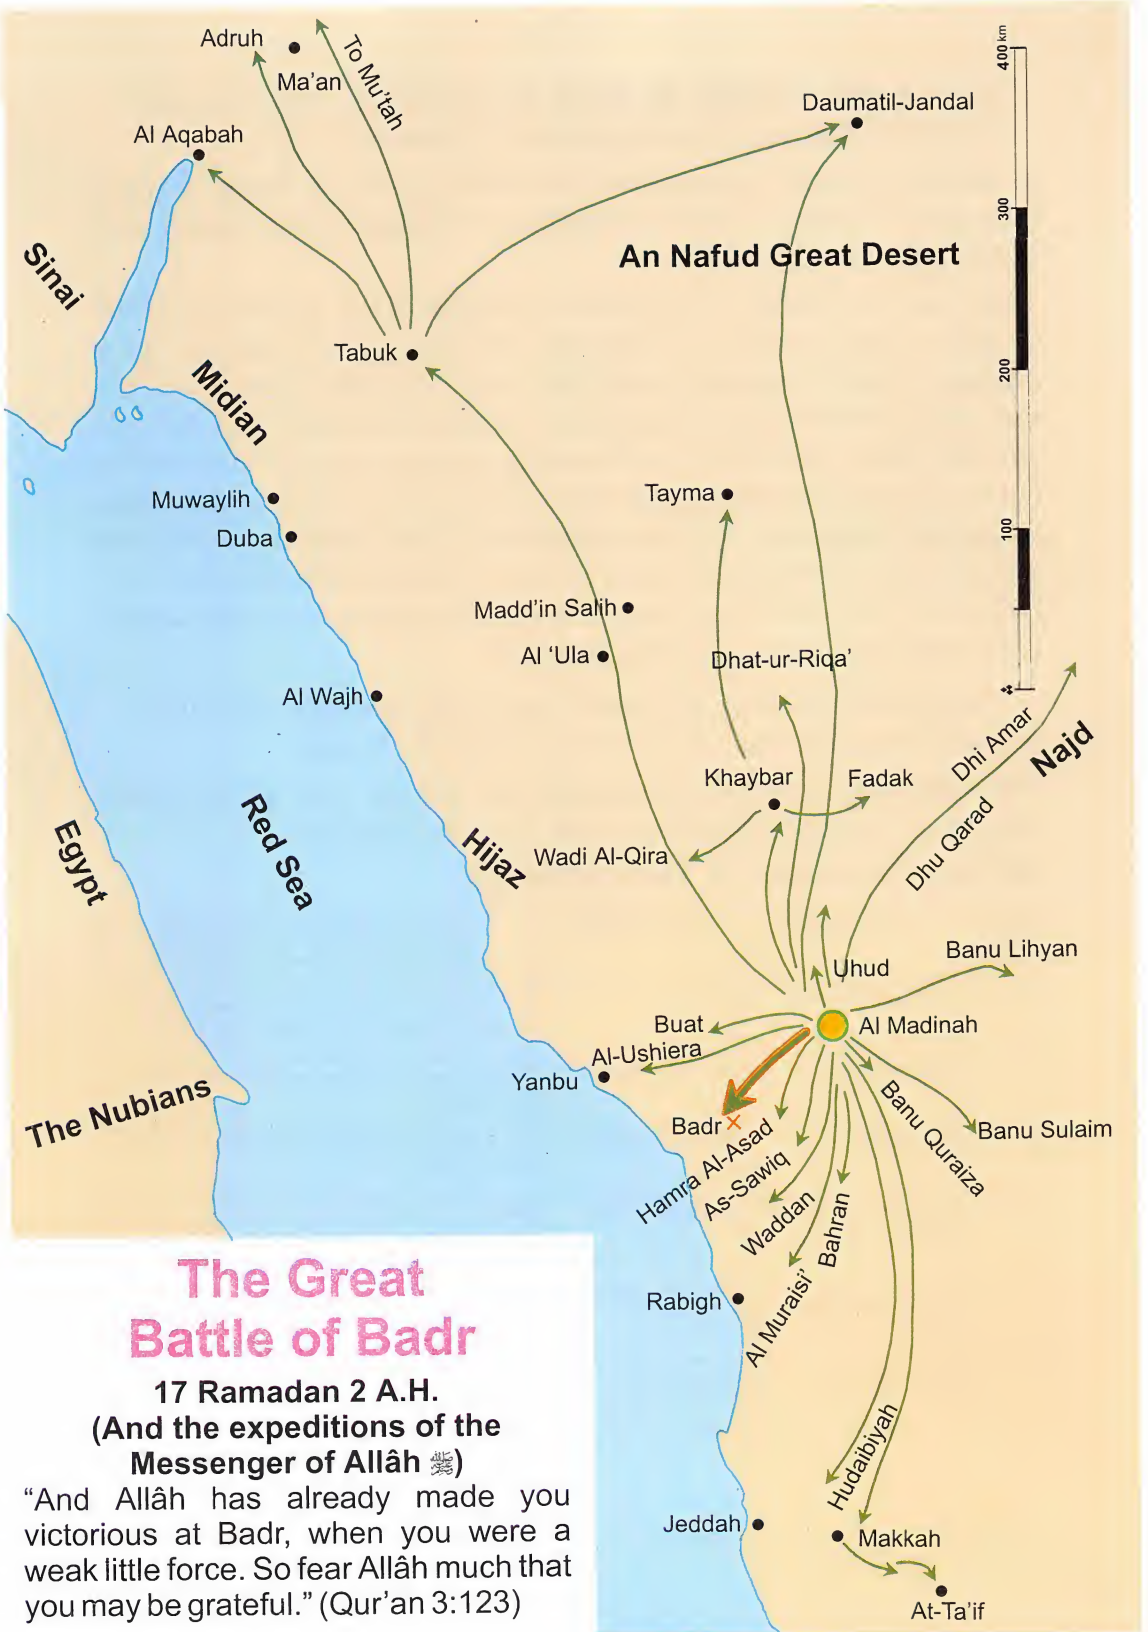 Adruh
Ma'an
To Mu'tah
Al Aqabah
Daumatil-Jandal
400 km
300
200
100
An Nafud Great Desert
Sinai
Tabuk
Midian
Muwaylih
Duba
Tayma
Madd'in Salih
Al 'Ula
Dhat-ur-Riqa'
Al Wajh
Dhi Amar
Najd
Khaybar
Fadak
Dhu Qarad
Wadi Al-Qira
Red Sea
Egypt
Hijaz
Banu Lihyan
Uhud
Al Madinah
Buat
Al-Ushiera
Yanbu
The Nubians
Badr
Banu Quraiza
Banu Sulaim
Hamra Al-Asad
As-Sawiq
Waddan
Bahran
Al Muraisi'
Rabigh
Hudaibiyah
Jeddah
Makkah
At-Ta'if
The Great
Battle of Badr
17 Ramadan 2 A.H.
(And the expeditions of the
Messenger of Allâh ﷺ)
“And Allâh has already made you
victorious at Badr, when you were a
weak little force. So fear Allâh much that
you may be grateful.” (Qur’an 3:123)